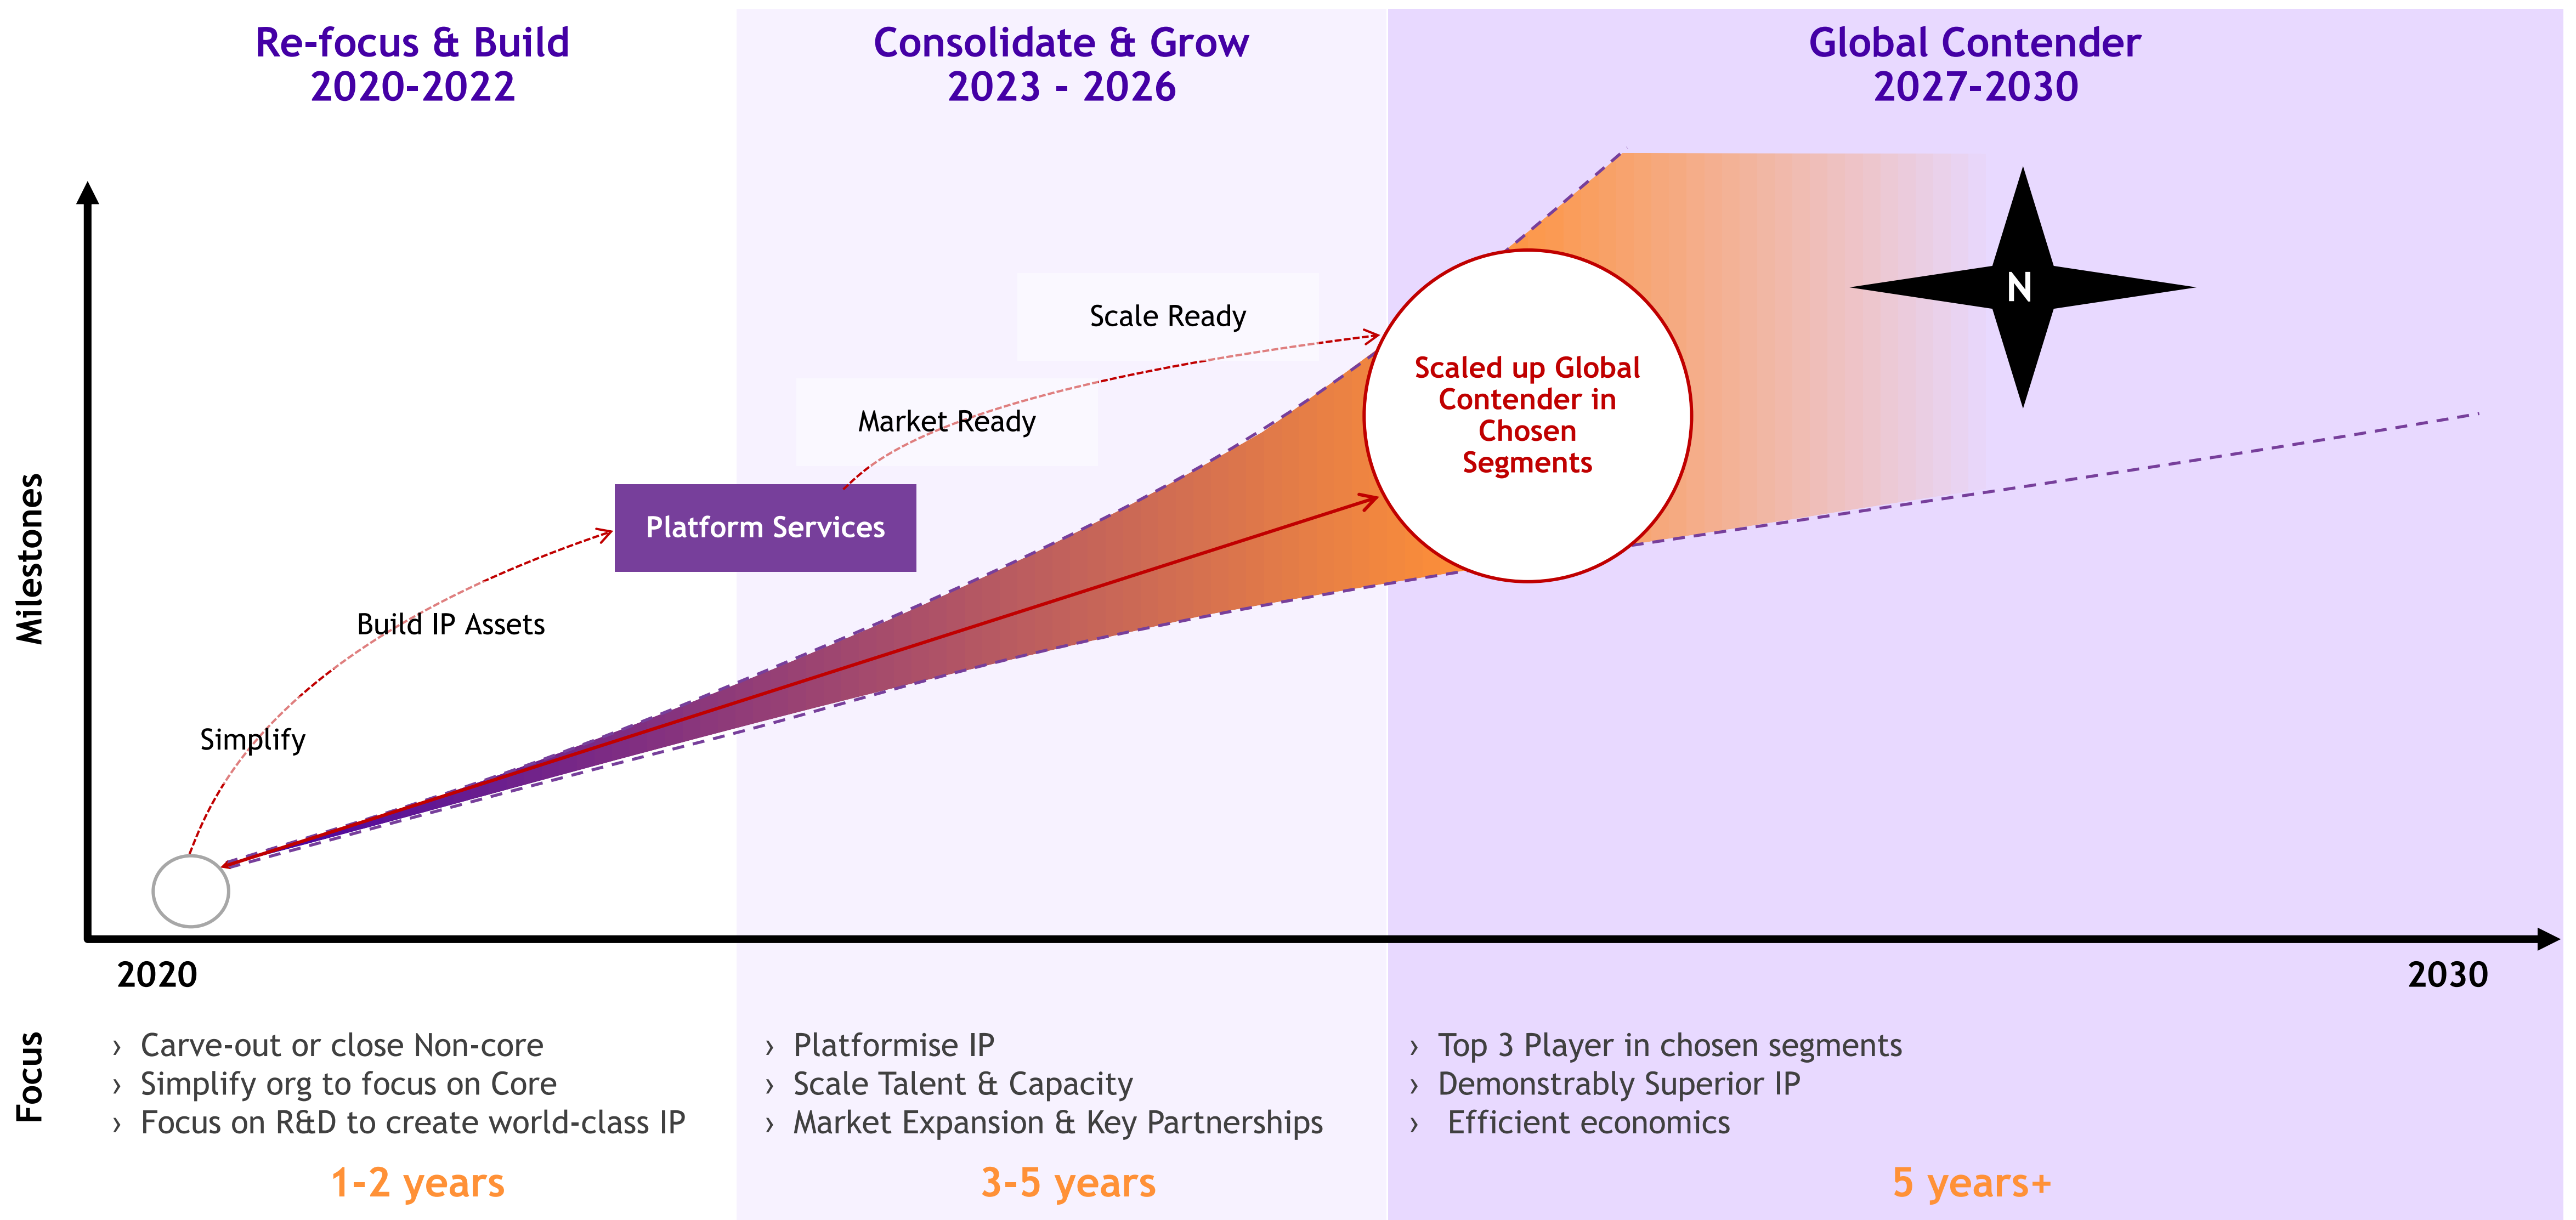 Re-focus & Build
2020-2022
Consolidate & Grow
2023 - 2026
Global Contender
2027-2030
Milestones
Simplify
Build IP Assets
Platform Services
Market Ready
Scale Ready
Scaled up Global
Contender in
Chosen
Segments
N
2020
2030
Focus
› Carve-out or close Non-core
› Simplify org to focus on Core
› Focus on R&D to create world-class IP
1-2 years
› Platformise IP
› Scale Talent & Capacity
› Market Expansion & Key Partnerships
3-5 years
› Top 3 Player in chosen segments
› Demonstrably Superior IP
› Efficient economics
5 years+